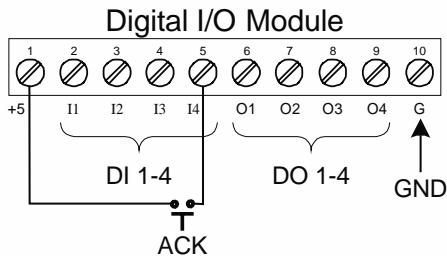 Digital I/O Module
1 2 3 4 5 6 7 8 9 10
+5 I1 I2 I3 I4 O1 O2 O3 O4 G
DI 1-4 DO 1-4
GND
ACK